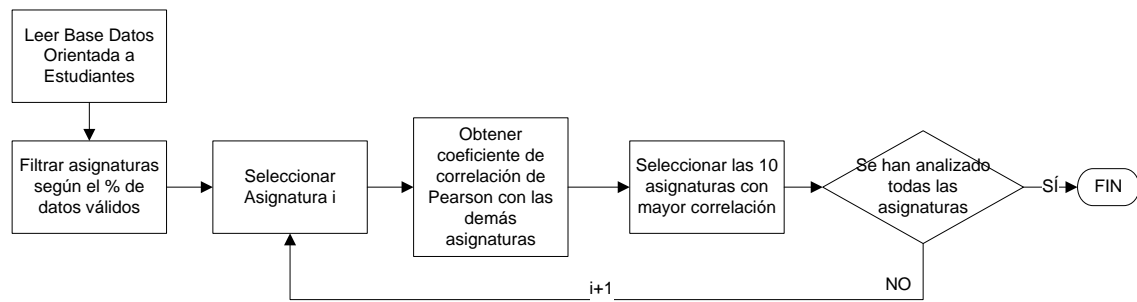 Leer Base Datos
Orientada a
Estudiantes
Filtrar asignaturas
según el % de
datos válidos
Seleccionar
Asignatura i
Obtener
coeficiente de
correlación de
Pearson con las
demás
asignaturas
Seleccionar las 10
asignaturas con
mayor correlación
Se han analizado
todas las
asignaturas
SÍ
FIN
NO
i+1